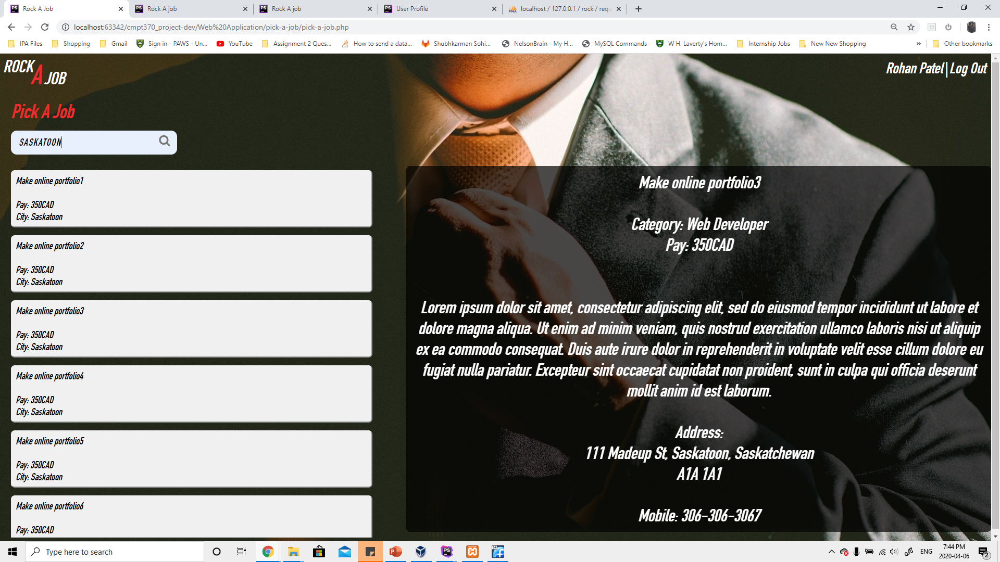 Rock A Job
Rock A job
Rock A job
User Profile
localhost / 127.0.0.1 / rock / requ
localhost:63342/cmpt370_project-dev/Web%20Application/pick-a-job/pick-a-job.php
IPA Files
Shopping
Gmail
Sign in - PAWS - Un...
YouTube
Assignment 2 Ques...
How to send a data...
Shubhkarman Sohi...
NelsonBrain - My H...
MySQL Commands
W H. Laverty's Hom...
Internship Jobs
New New Shopping
»
Other bookmarks
ROCK
A JOB
Rohan Patel|Log Out
Pick A Job
SASKATOON
Make online portfolio1
Pay: 350CAD
City: Saskatoon
Make online portfolio2
Pay: 350CAD
City: Saskatoon
Make online portfolio3
Pay: 350CAD
City: Saskatoon
Make online portfolio4
Pay: 350CAD
City: Saskatoon
Make online portfolio5
Pay: 350CAD
City: Saskatoon
Make online portfolio6
Pay: 350CAD
Make online portfolio3
Category: Web Developer
Pay: 350CAD
Lorem ipsum dolor sit amet, consectetur adipiscing elit, sed do eiusmod tempor incididunt ut labore et
dolore magna aliqua. Ut enim ad minim veniam, quis nostrud exercitation ullamco laboris nisi ut aliquip
ex ea commodo consequat. Duis aute irure dolor in reprehenderit in voluptate velit esse cillum dolore eu
fugiat nulla pariatur. Excepteur sint occaecat cupidatat non proident, sunt in culpa qui officia deserunt
mollit anim id est laborum.
Address:
111 Madeup St, Saskatoon, Saskatchewan
A1A 1A1
Mobile: 306-306-3067
Type here to search
ENG
7:44 PM
2020-04-06
2